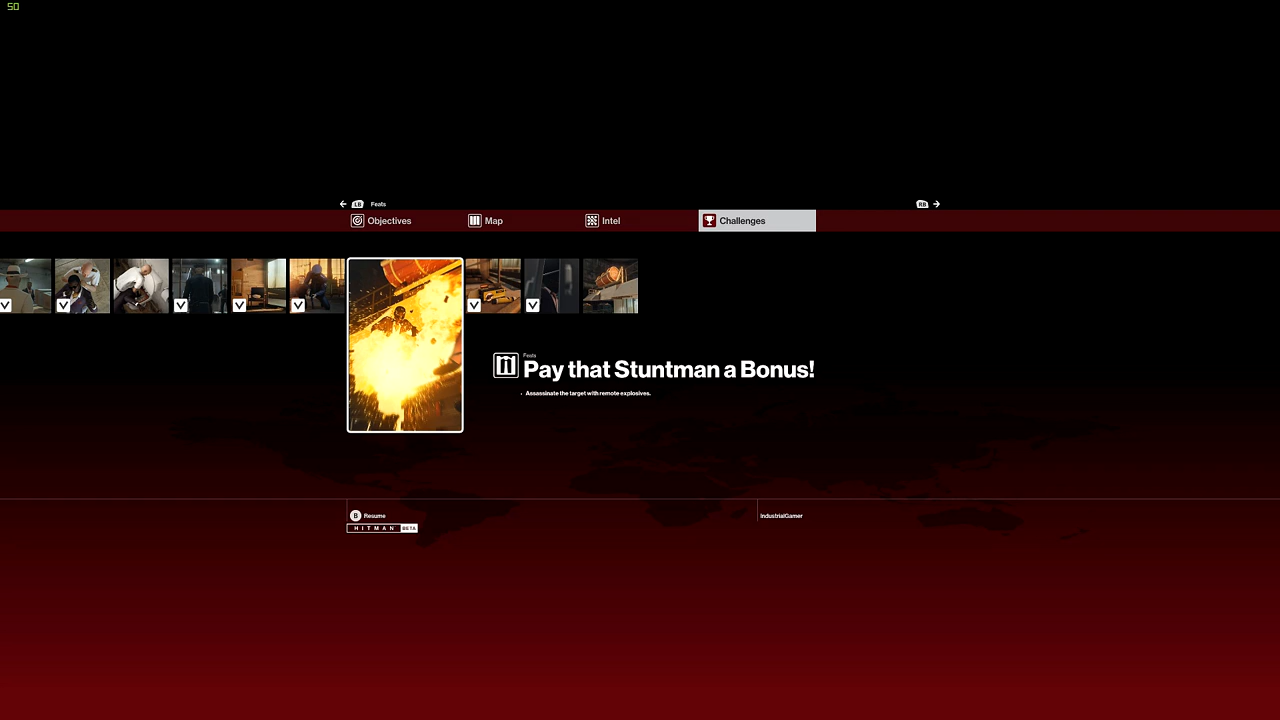 50
LB Feats RB
Objectives Map Intel Challenges
Feats
Pay that Stuntman a Bonus!
Assassinate the target with remote explosives.
B Resume
IndustrialGamer
HITMAN BETA